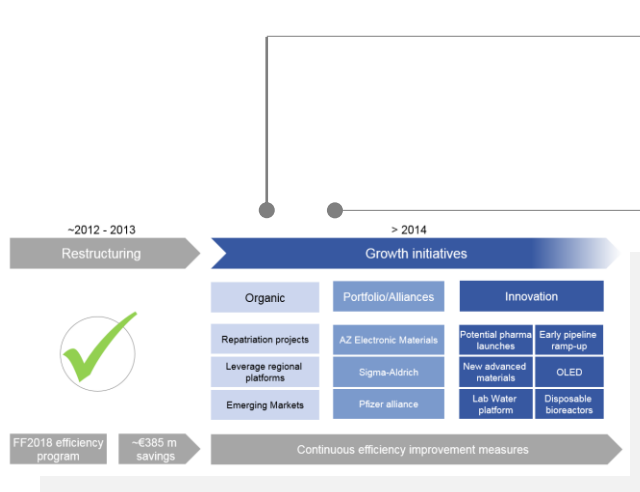 ~2012 - 2013
> 2014
Restructuring
Growth initiatives
Organic
Portfolio/Alliances
Innovation
Repatriation projects
AZ Electronic Materials
Potential pharma
launches
Early pipeline
ramp-up
Leverage regional
platforms
Sigma-Aldrich
New advanced
materials
OLED
Emerging Markets
Pfizer alliance
Lab Water
platform
Disposable
bioreactors
FF2018 efficiency
program
~€385 m
savings
Continuous efficiency improvement measures